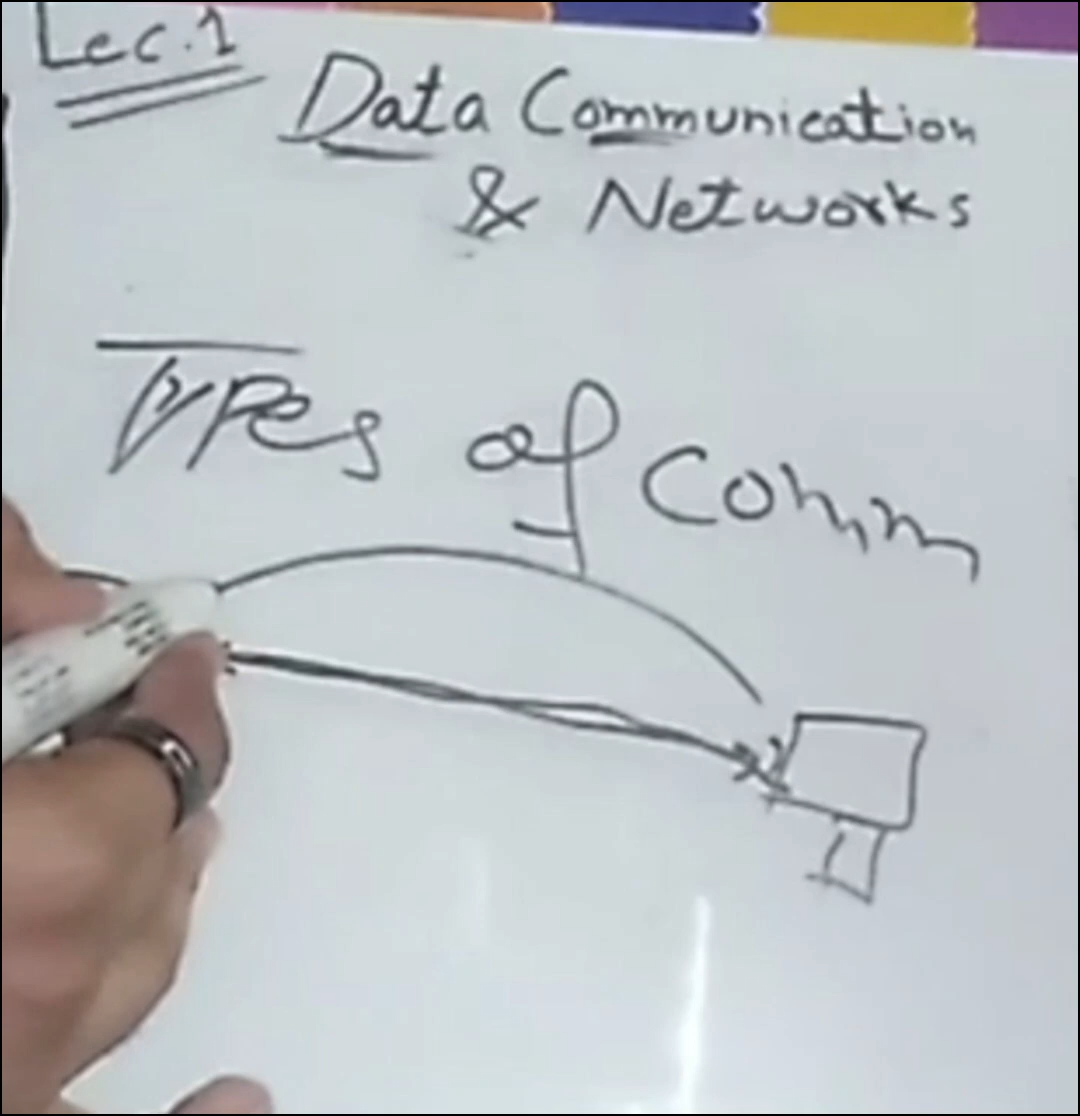 Lec.1
Data Communication
& Networks
Types of Comm